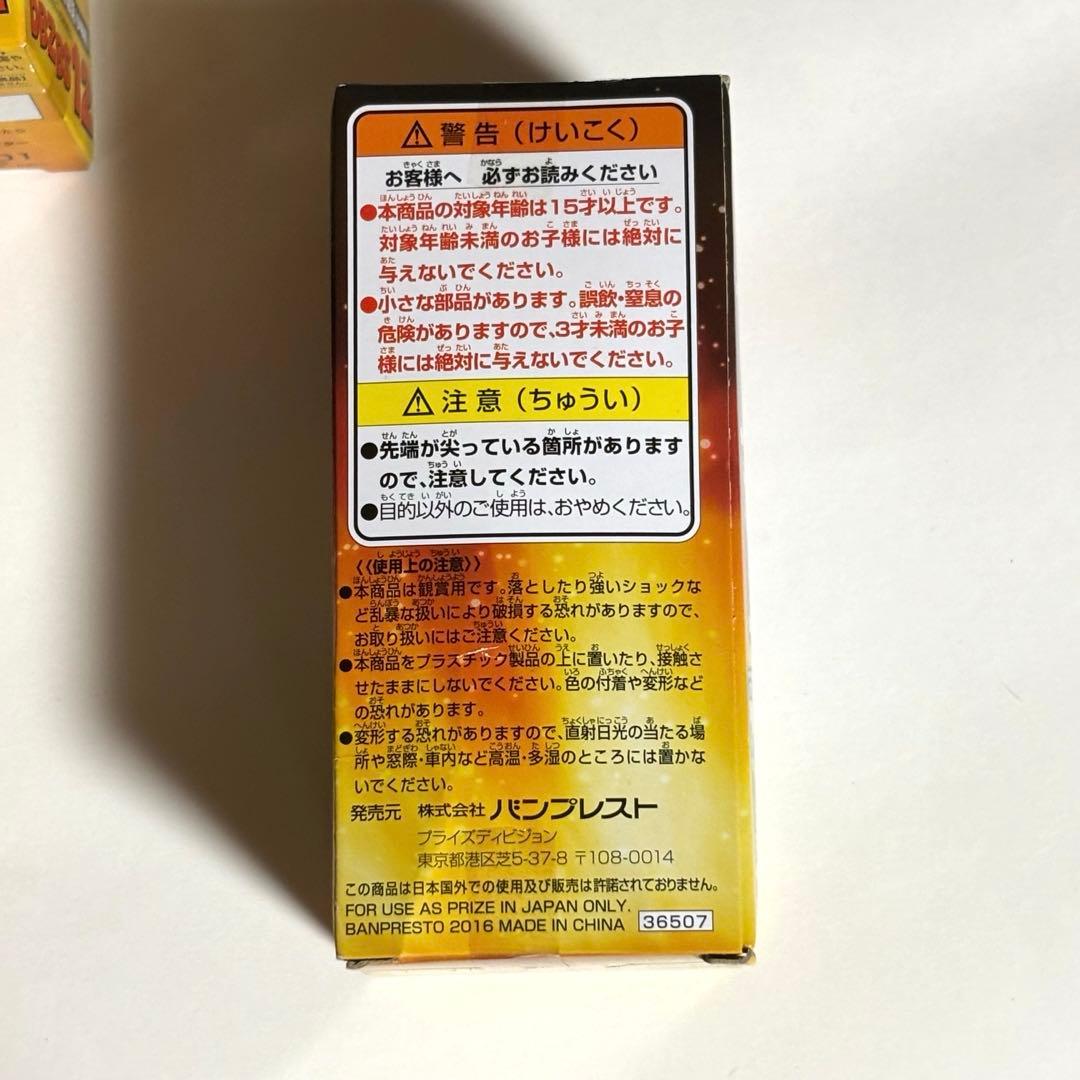 警告(けいこく)
お客様へ 必ずお読みください
●本商品の対象年齢は15才以上です。
対象年齢未満のお子様には絶対に
与えないでください。
●小さな部品があります。誤飲・窒息の
危険がありますので、3才未満のお子
様には絶対に与えないでください。
注意(ちゅうい)
●先端が尖っている箇所があります
ので、注意してください。
●目的以外のご使用は、おやめください。
《使用上の注意》
●本商品は観賞用です。落としたり強いショックな
ど乱暴な扱いにより破損する恐れがありますので、
お取り扱いにはご注意ください。
●本商品をプラスチック製品の上に置いたり、接触さ
せたままにしないでください。色の付着や変形など
の恐れがあります。
●変形する恐れがありますので、直射日光の当たる場
所や窓際・車内など高温・多湿のところには置かな
いでください。
発売元 株式会社 バンプレスト
プライズディビジョン
東京都港区芝5-37-8 〒108-0014
この商品は日本国外での使用及び販売は許諾されておりません。
FOR USE AS PRIZE IN JAPAN ONLY.
BANPRESTO 2016 MADE IN CHINA 36507